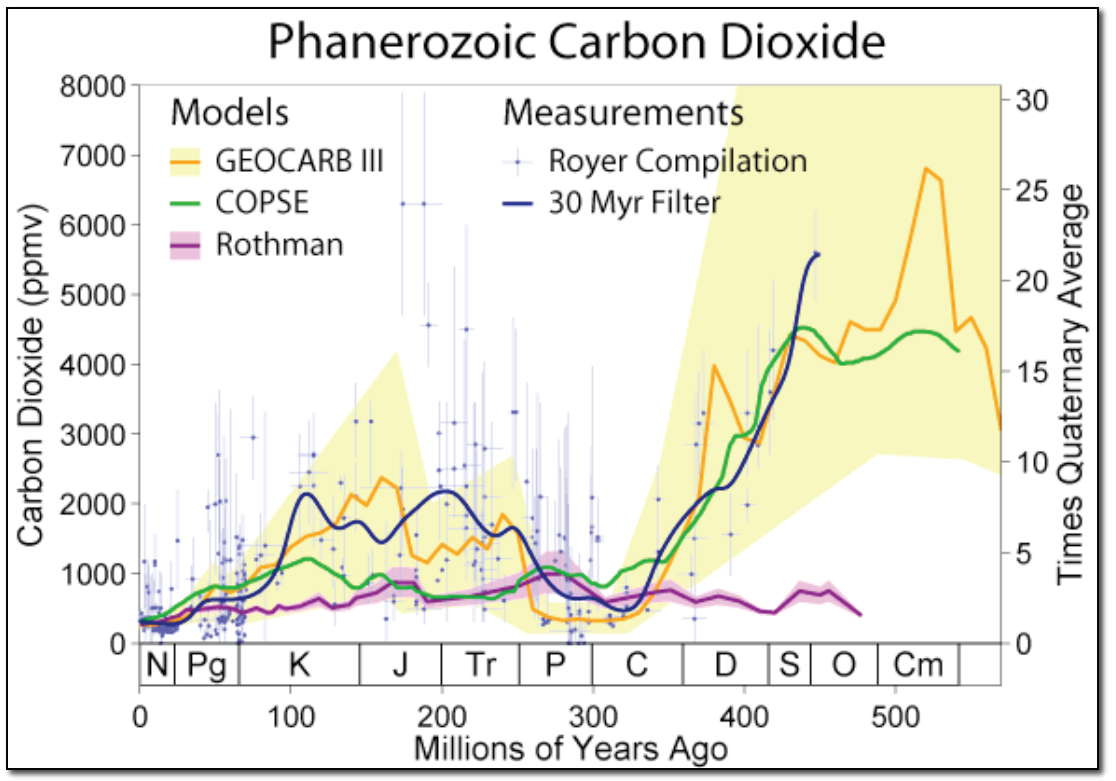 Phanerozoic Carbon Dioxide
Models
GEOCARB III
COPSE
Rothman
Measurements
Royer Compilation
30 Myr Filter
Carbon Dioxide (ppmv)
8000
7000
6000
5000
4000
3000
2000
1000
0
Times Quaternary Average
30
25
20
15
10
5
0
N Pg K J Tr P C D S O Cm
0 100 200 300 400 500
Millions of Years Ago